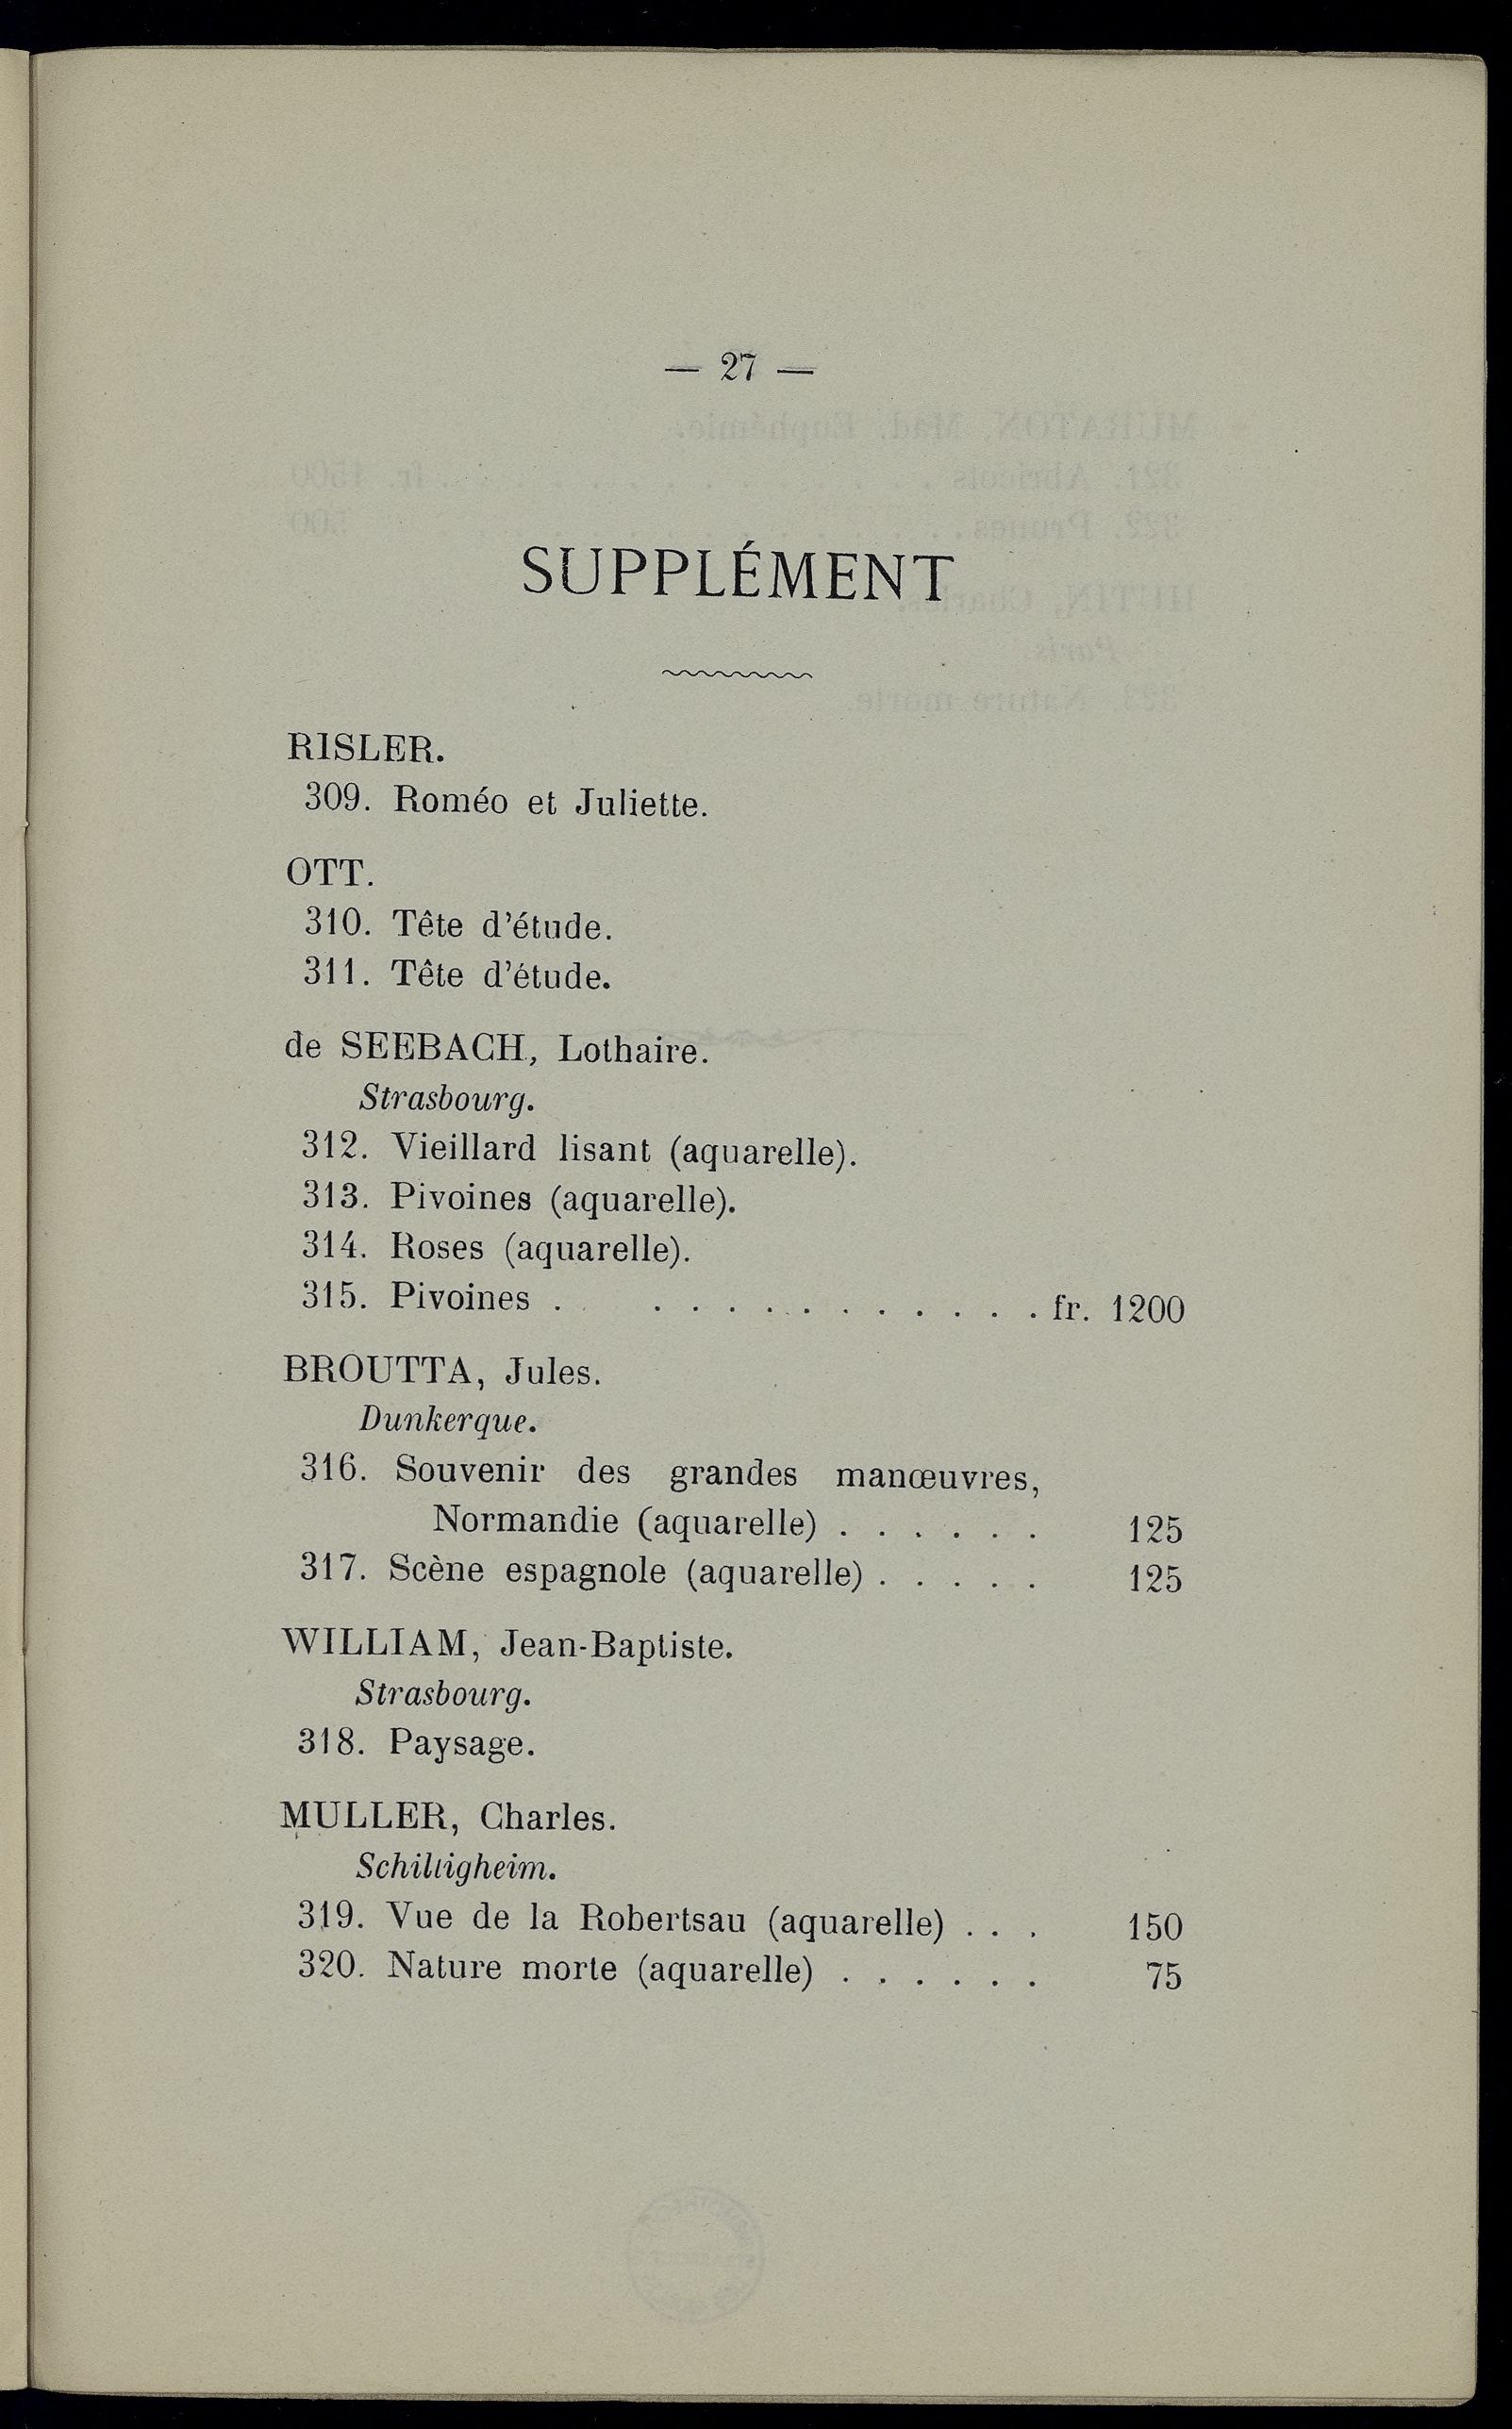 — 27 —
SUPPLÉMENT
RISLER.
309. Roméo et Juliette.
OTT.
310. Tête d'étude.
311. Tête d'étude.
de SEEBACH, Lothaire.
Strasbourg.
312. Vieillard lisant (aquarelle).
313. Pivoines (aquarelle).
314. Roses (aquarelle).
315. Pivoines . . . . . . . . . . . . . fr. 1200
BROUTTA, Jules.
Dunkerque.
316. Souvenir des grandes manœuvres,
Normandie (aquarelle) . . . . . . 125
317. Scène espagnole (aquarelle) . . . . . 125
WILLIAM, Jean-Baptiste.
Strasbourg.
318. Paysage.
MULLER, Charles.
Schiltigheim.
319. Vue de la Robertsau (aquarelle) . . . 150
320. Nature morte (aquarelle) . . . . . . 75